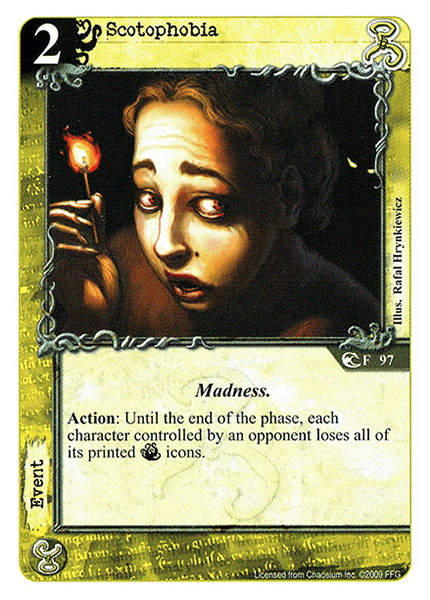 2
Scotophobia
Illus. Rafal Hrynkiewicz
F 97
Madness.
Action: Until the end of the phase, each
character controlled by an opponent loses all of
its printed icons.
Event
Licensed from Chaosium Inc. ©2009 FFG